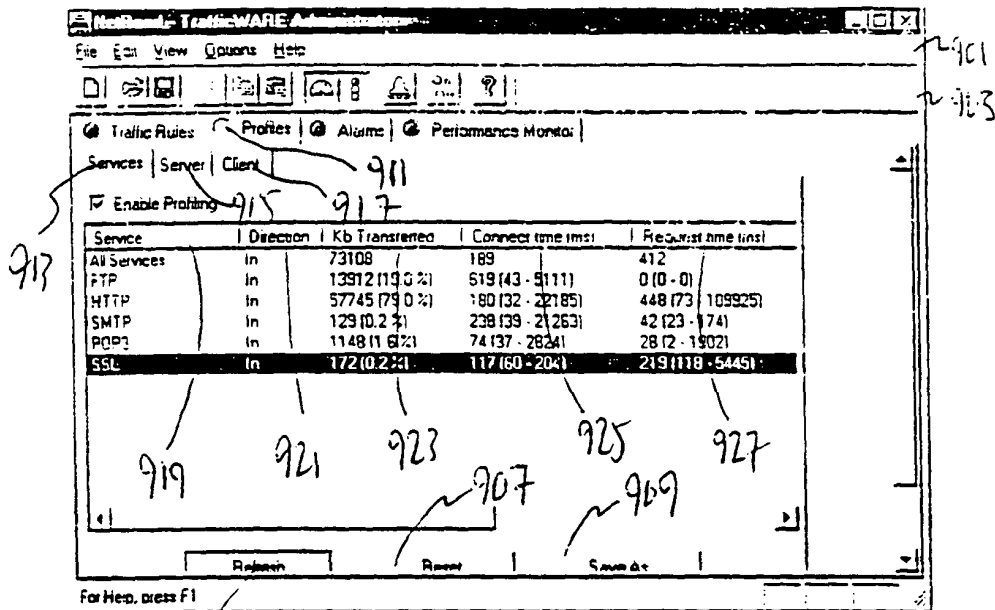 TrafficWARE Administrator
File Edit View Options Help
901
903
Traffic Rules Profiles Alarms Performance Monitor
Services Server Client
911
Enable Profiling
915 917
913
Service Direction Kb Transferred Connect time (ms) Request time (ms)
All Services In 73108 189 412
FTP In 13912 (19.0 %) 619 (43 - 9111) 0 (0 - 0)
HTTP In 57745 (79.0 %) 180 (32 - 22185) 448 (73 - 109925)
SMTP In 129 (0.2 %) 239 (39 - 21263) 42 (23 - 174)
POP3 In 1148 (1.6 %) 74 (37 - 2824) 28 (2 - 1902)
SSL In 172 (0.2 %) 117 (60 - 204) 219 (118 - 5445)
919 921 923 925 927
907 909
Refresh Reset Save As
For Help, press F1